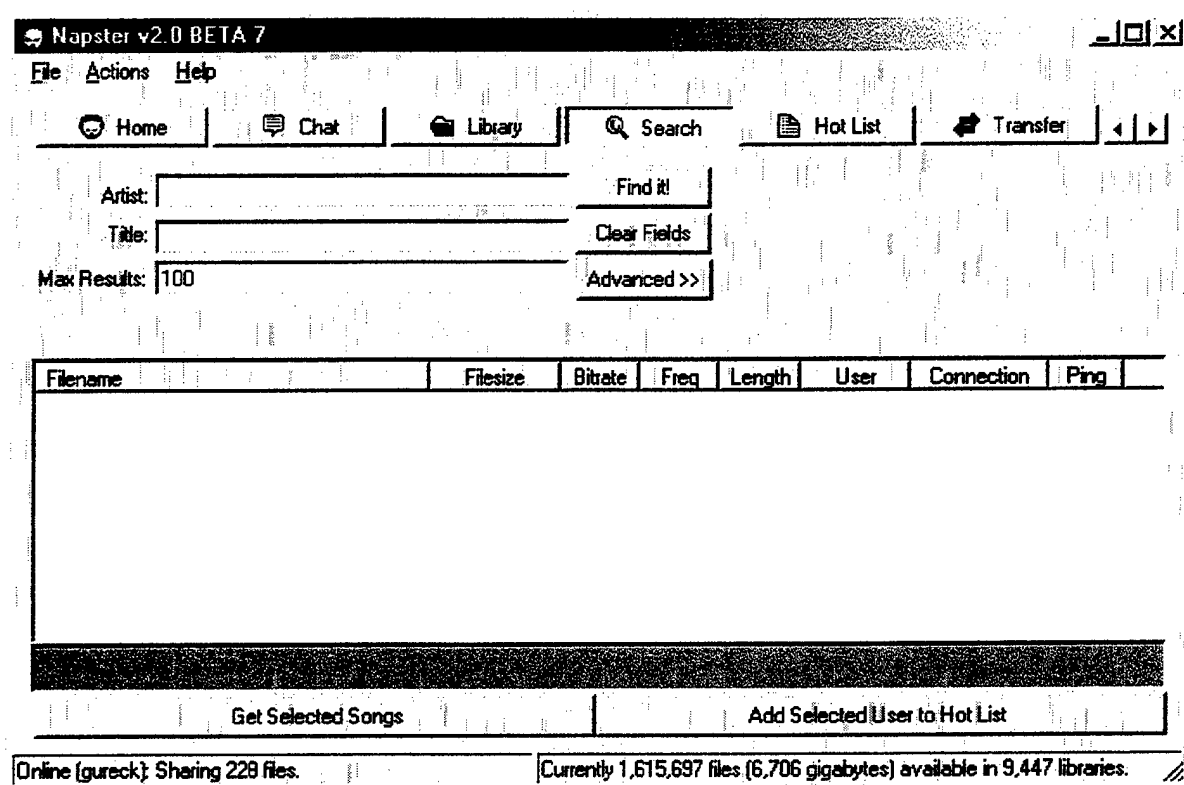 Napster v2.0 BETA 7
File Actions Help
Home Chat Library Search Hot List Transfer
Artist: Find it!
Title: Clear Fields
Max Results: 100 Advanced >>
Filename Filesize Bitrate Freq Length User Connection Ping
Get Selected Songs Add Selected User to Hot List
Online (gureck): Sharing 229 files. Currently 1,615,697 files (6,706 gigabytes) available in 9,447 libraries.